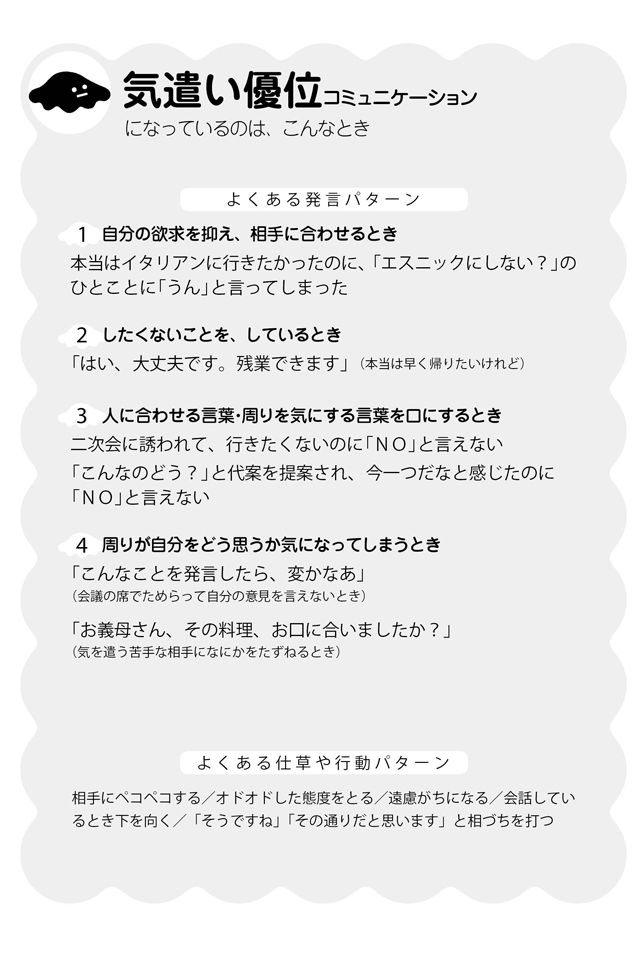 気遣い優位コミュニケーション
になっているのは、こんなとき
よくある発言パターン
1 自分の欲求を抑え、相手に合わせるとき
本当はイタリアンに行きたかったのに、「エスニックにしない？」の
ひとことに「うん」と言ってしまった
2 したくないことを、しているとき
「はい、大丈夫です。残業できます」（本当は早く帰りたいけれど）
3 人に合わせる言葉・周りを気にする言葉を口にするとき
二次会に誘われて、行きたくないのに「ＮＯ」と言えない
「こんなのどう？」と代案を提案され、今一つだなと感じたのに
「ＮＯ」と言えない
4 周りが自分をどう思うか気になってしまうとき
「こんなことを発言したら、変かなあ」
（会議の席でためらって自分の意見を言えないとき）
「お義母さん、その料理、お口に合いましたか？」
（気を遣う苦手な相手になにかをたずねるとき）
よくある仕草や行動パターン
相手にペコペコする／オドオドした態度をとる／遠慮がちになる／会話してい
るとき下を向く／「そうですね」「その通りだと思います」と相づちを打つ